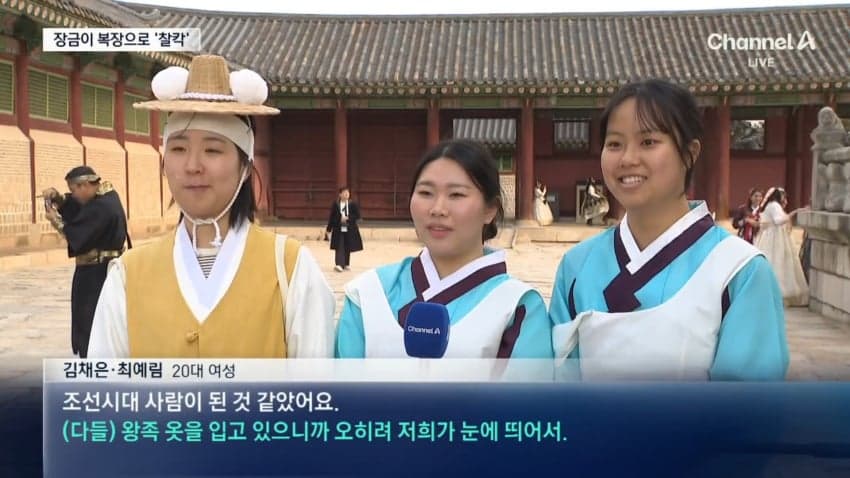 장금이 복장으로 '찰칵'
Channel A
LIVE
Channel A
김채은·최예림 20대 여성
조선시대 사람이 된 것 같았어요.
(다들) 왕족 옷을 입고 있으니까 오히려 저희가 눈에 띄어서.